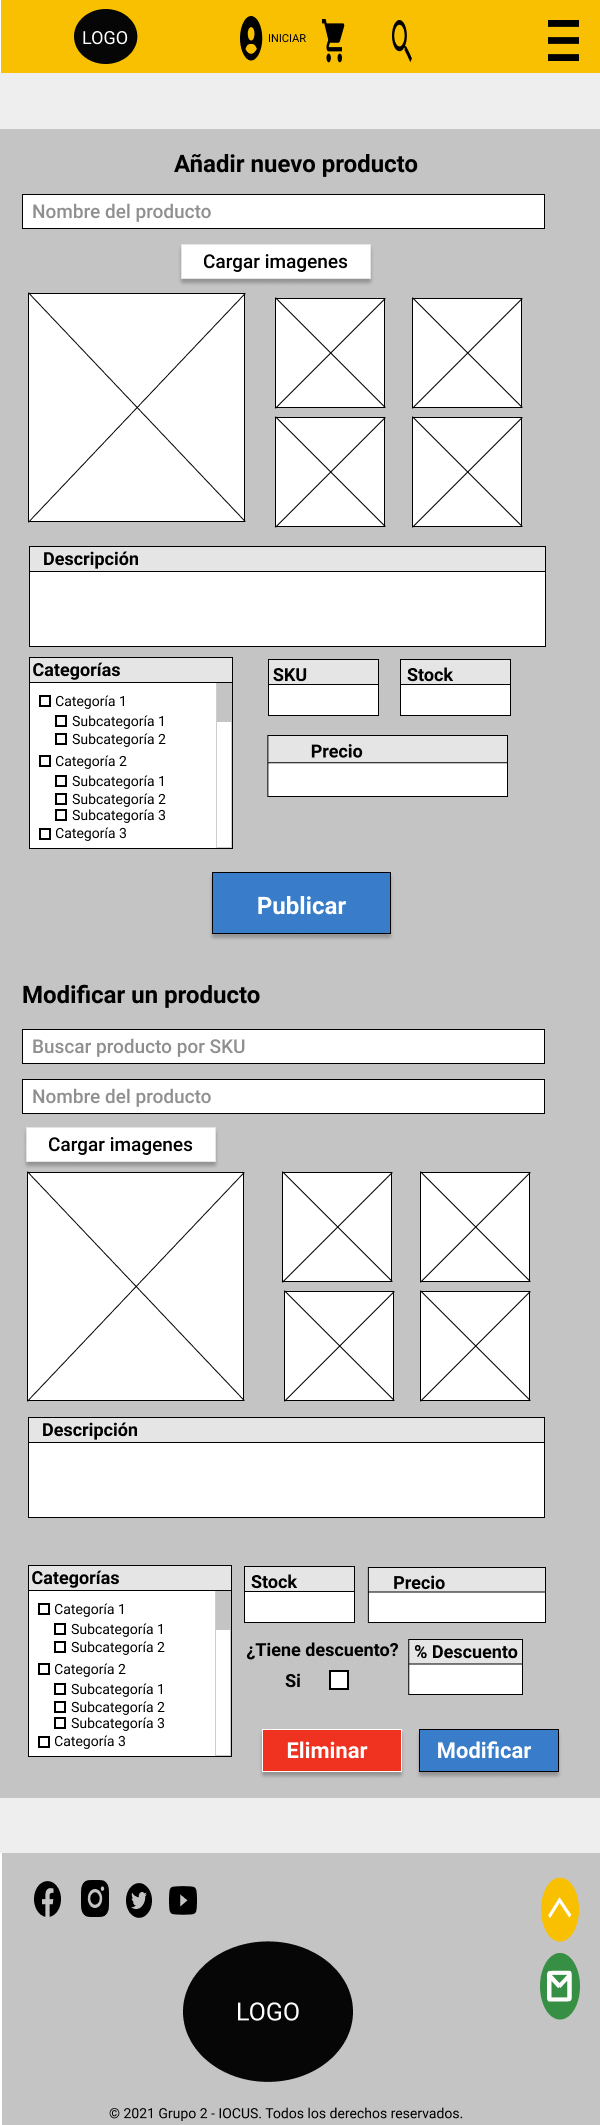 LOGO
INICIAR
Añadir nuevo producto
Nombre del producto
Cargar imagenes
Descripción
Categorías
Categoría 1
Subcategoría 1
Subcategoría 2
Categoría 2
Subcategoría 1
Subcategoría 2
Subcategoría 3
Categoría 3
SKU
Stock
Precio
Publicar
Modificar un producto
Buscar producto por SKU
Nombre del producto
Cargar imagenes
Descripción
Categorías
Categoría 1
Subcategoría 1
Subcategoría 2
Categoría 2
Subcategoría 1
Subcategoría 2
Subcategoría 3
Categoría 3
Stock
Precio
¿Tiene descuento?
Si
% Descuento
Eliminar
Modificar
LOGO
© 2021 Grupo 2 - IOCUS. Todos los derechos reservados.